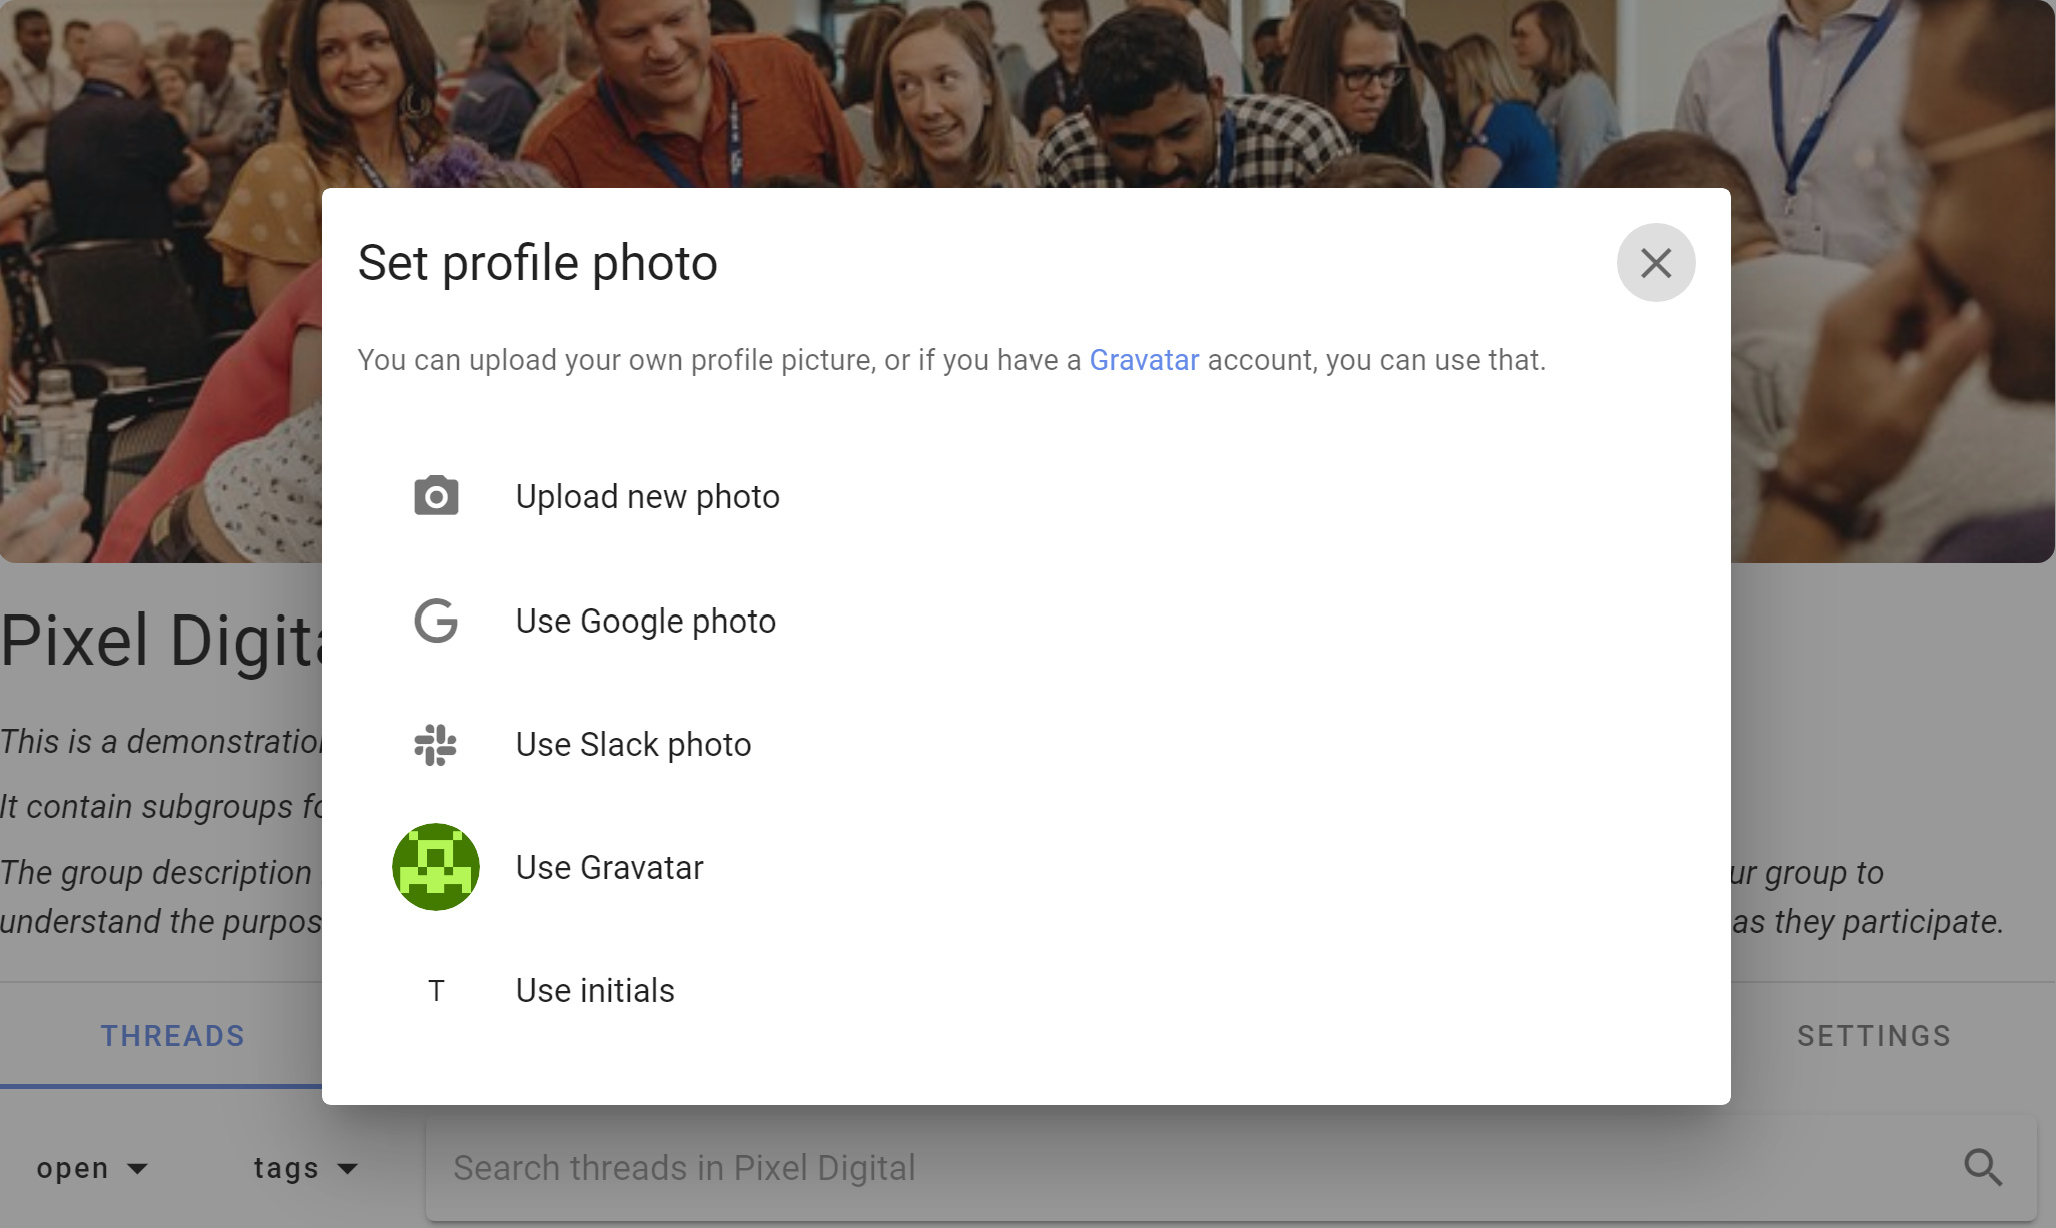 Set profile photo
You can upload your own profile picture, or if you have a Gravatar account, you can use that.
Upload new photo
Use Google photo
Use Slack photo
Use Gravatar
T
Use initials
Pixel
This is a
It contain subgroups
The group description
ur group to
understand the
as they participate.
THREADS
SETTINGS
open
tags
Search threads in Pixel Digital